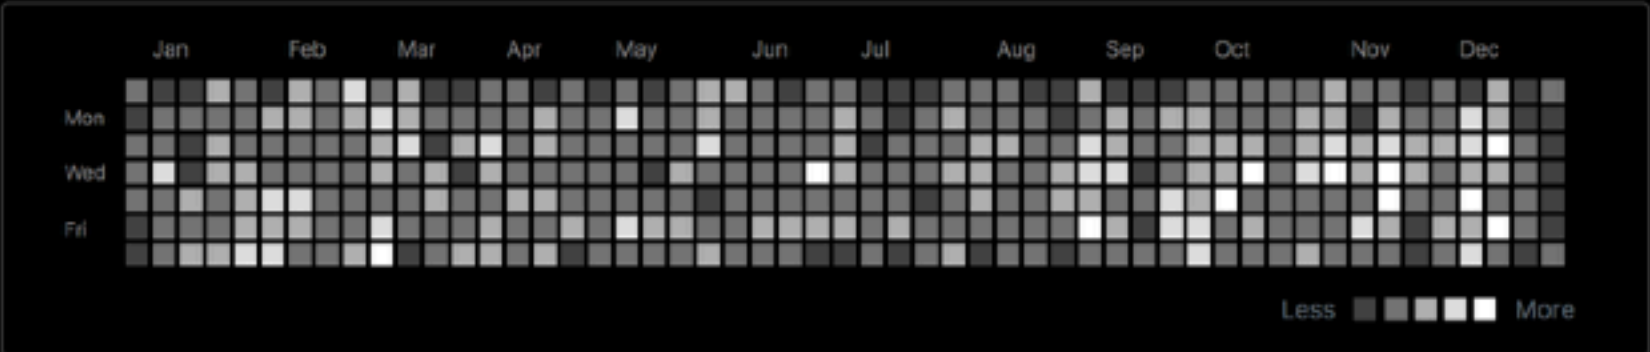 Jan Feb Mar Apr May Jun Jul Aug Sep Oct Nov Dec
Mon
Wed
Fri
Less More